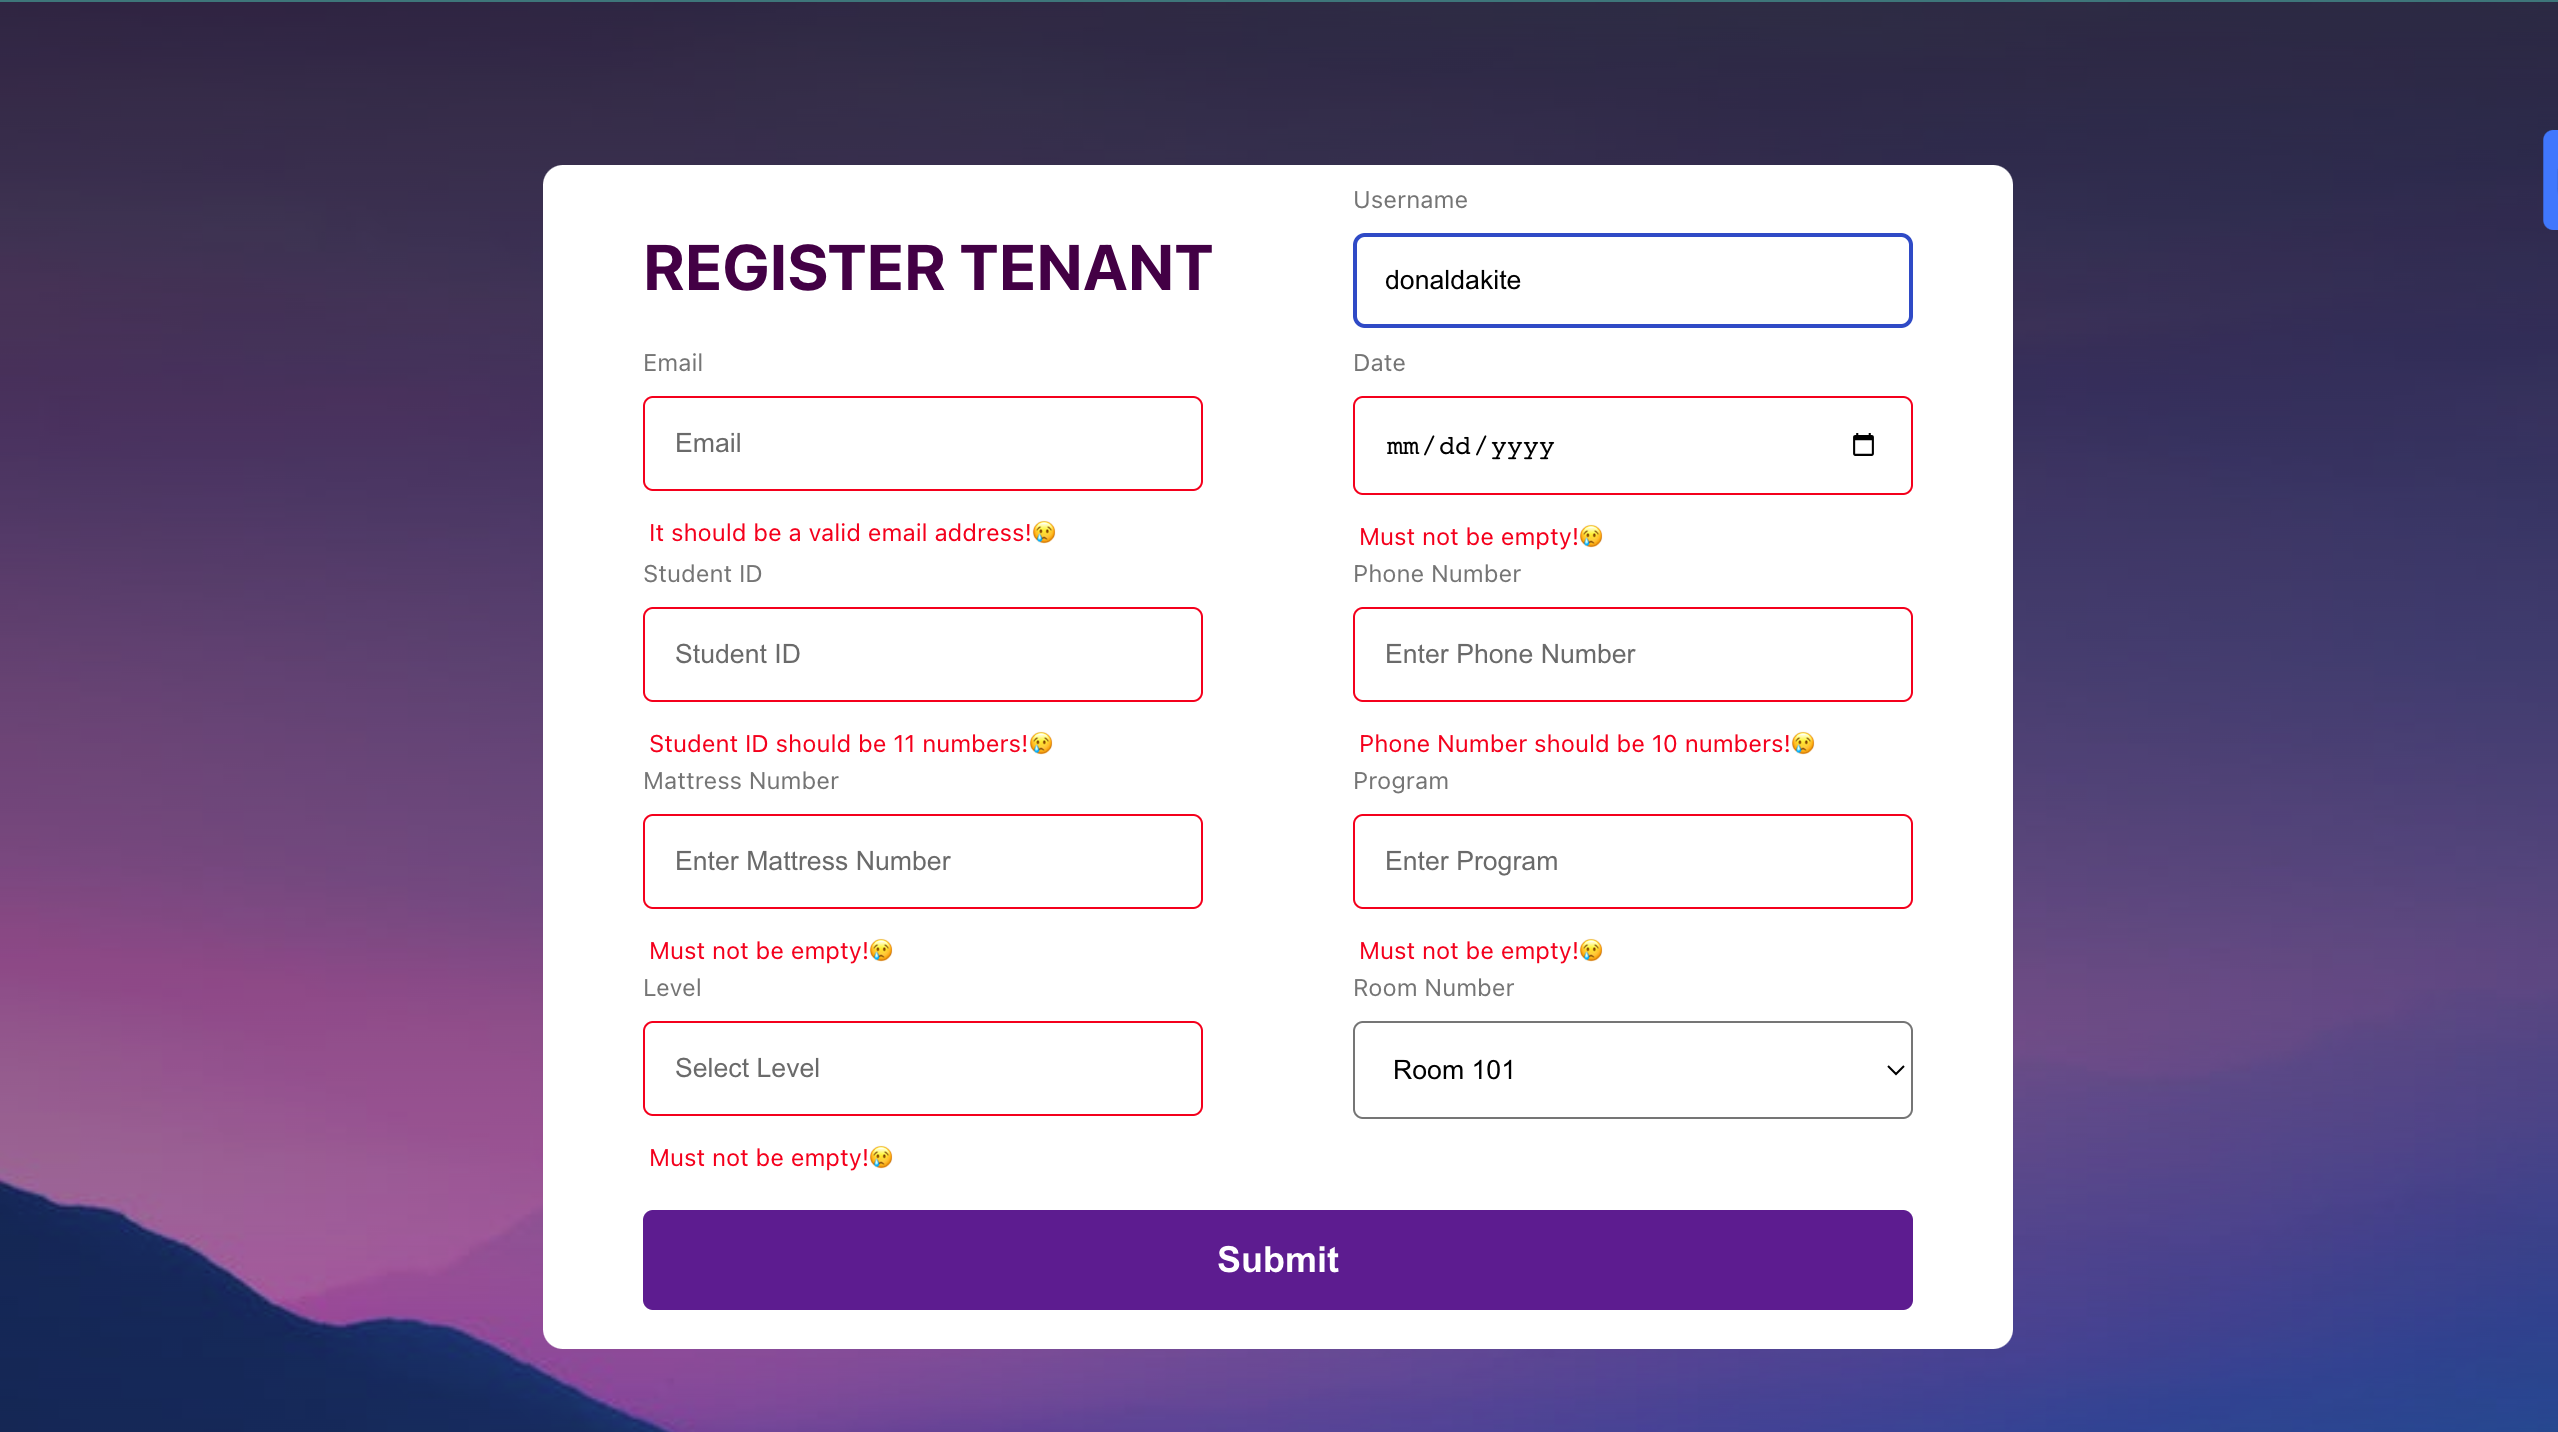 REGISTER TENANT
Username
donaldakite
Email
Email
It should be a valid email address!😢
Date
mm/dd/yyyy
Must not be empty!😢
Student ID
Student ID
Student ID should be 11 numbers!😢
Phone Number
Enter Phone Number
Phone Number should be 10 numbers!😢
Mattress Number
Enter Mattress Number
Must not be empty!😢
Program
Enter Program
Must not be empty!😢
Level
Select Level
Must not be empty!😢
Room Number
Room 101
Submit